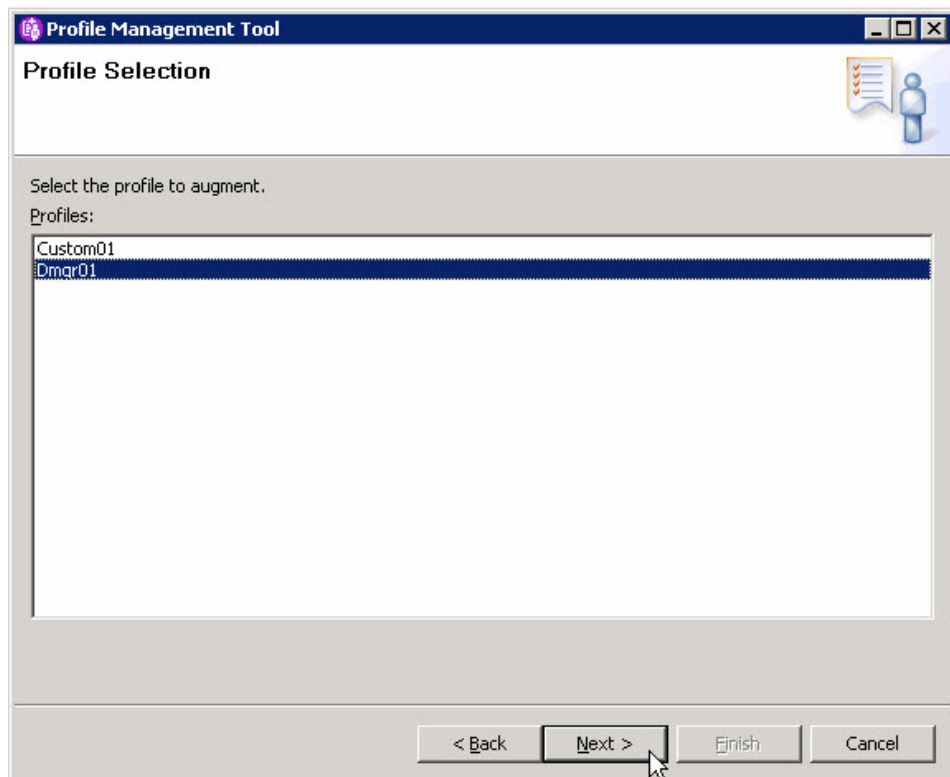 Profile Management Tool
Profile Selection
Select the profile to augment.
Profiles:
Custom01
Dmgr01
< Back
Next >
Finish
Cancel